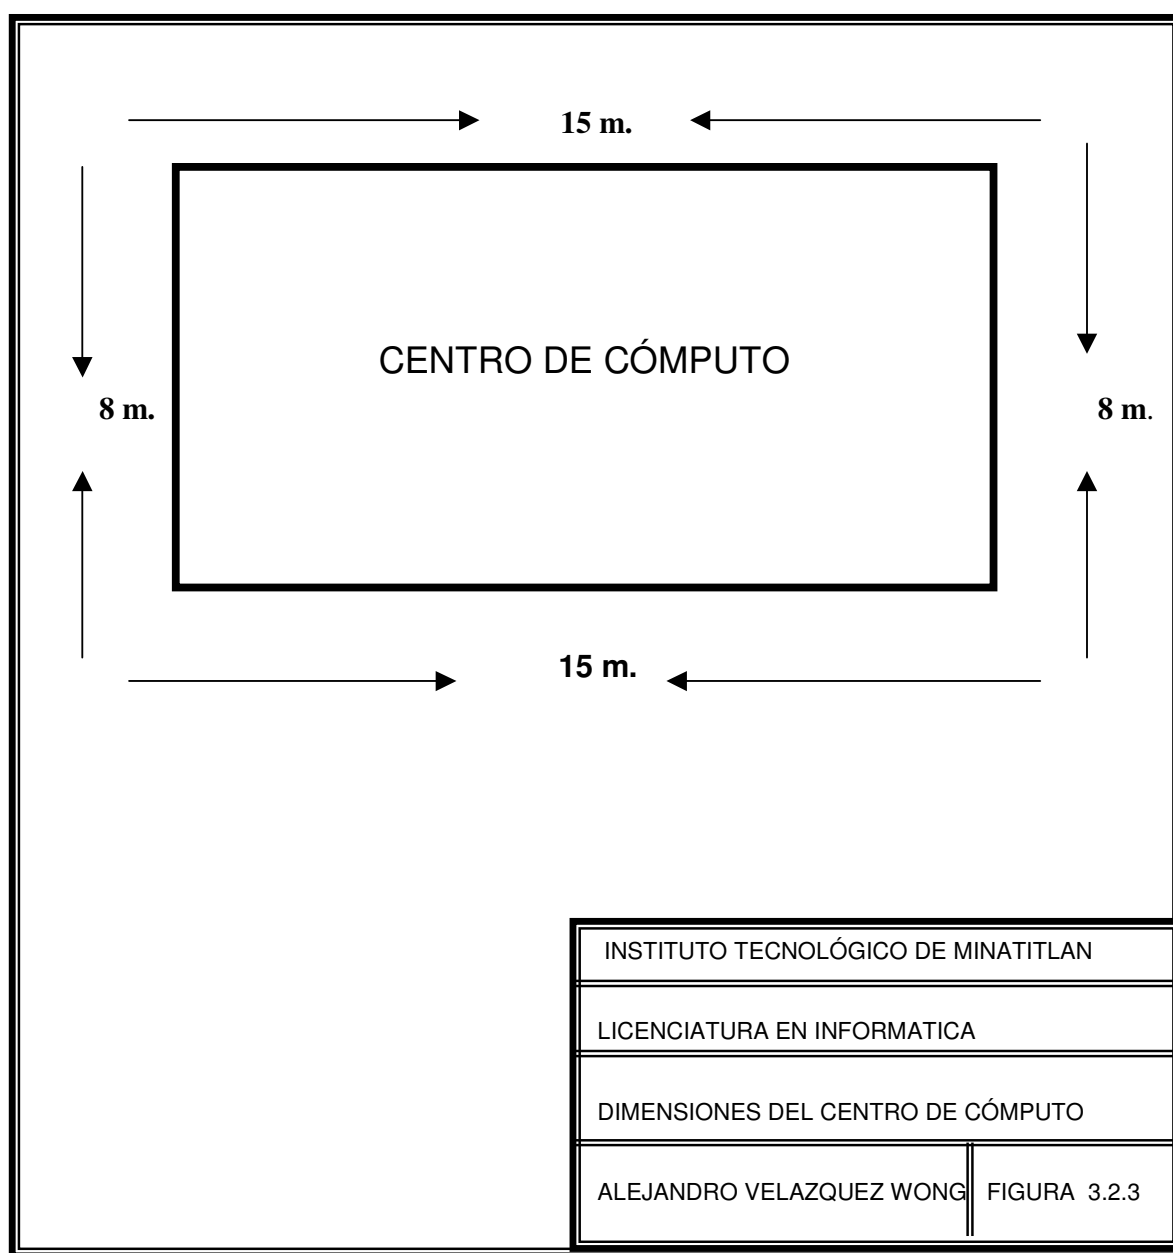 15 m.
CENTRO DE CÓMPUTO
8 m.
8 m.
15 m.
INSTITUTO TECNOLÓGICO DE MINATITLAN
LICENCIATURA EN INFORMATICA
DIMENSIONES DEL CENTRO DE CÓMPUTO
ALEJANDRO VELAZQUEZ WONG
FIGURA 3.2.3